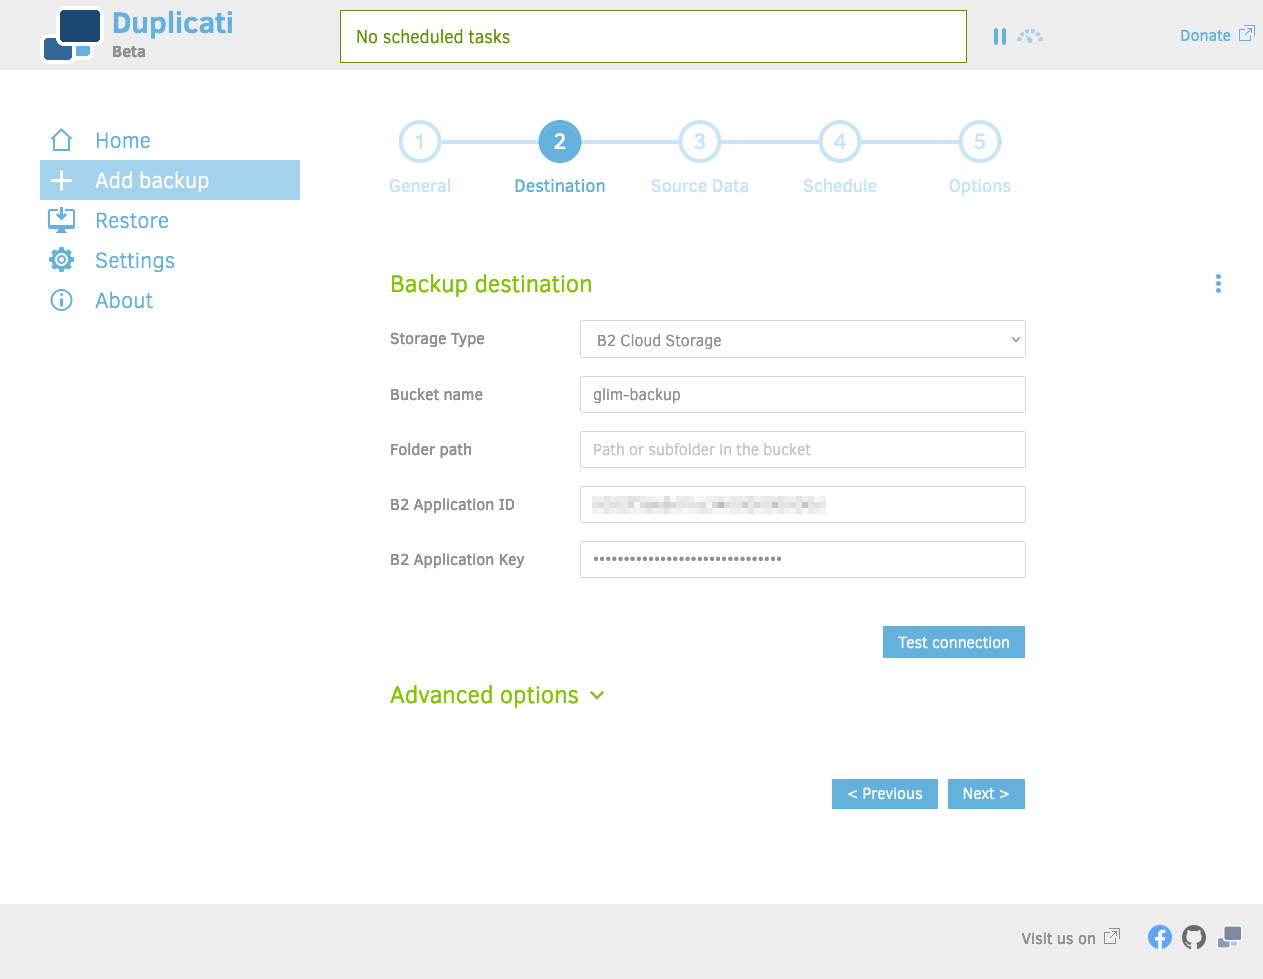 Duplicati
Beta
No scheduled tasks
Donate
Home
Add backup
Restore
Settings
About
1
2
3
4
5
General
Destination
Source Data
Schedule
Options
Backup destination
Storage Type
B2 Cloud Storage
Bucket name
glim-backup
Folder path
Path or subfolder in the bucket
B2 Application ID
B2 Application Key
•••••••••••••••••••••••••••••••
Test connection
Advanced options
< Previous
Next >
Visit us on